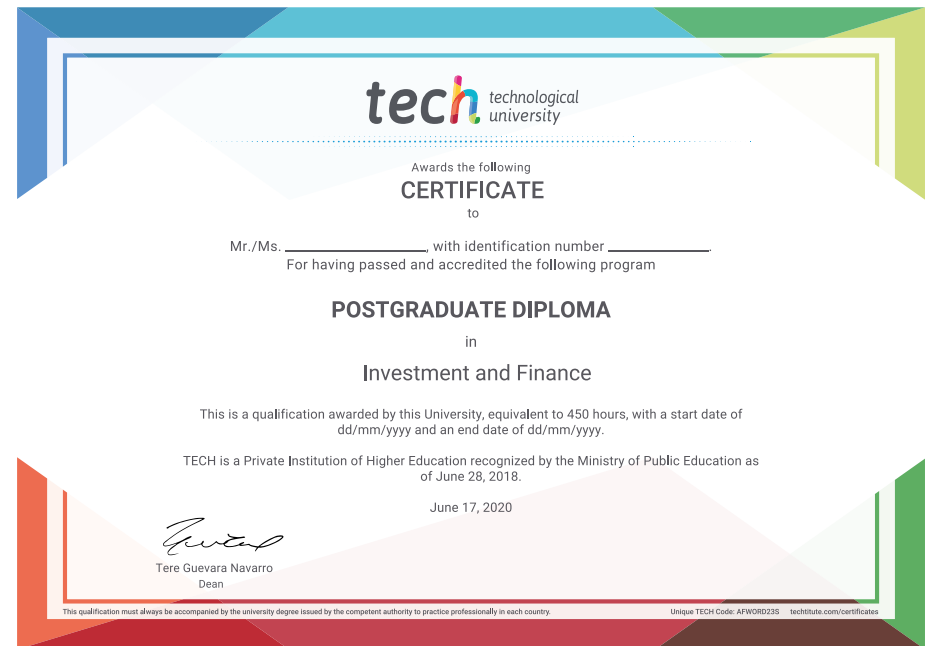 tech technological
university
Awards the following
CERTIFICATE
to
Mr./Ms. ____________________, with identification number ______________.
For having passed and accredited the following program
POSTGRADUATE DIPLOMA
in
Investment and Finance
This is a qualification awarded by this University, equivalent to 450 hours, with a start date of
dd/mm/yyyy and an end date of dd/mm/yyyy.
TECH is a Private Institution of Higher Education recognized by the Ministry of Public Education as
of June 28, 2018.
June 17, 2020
Tere Guevara Navarro
Dean
This qualification must always be accompanied by the university degree issued by the competent authority to practice professionally in each country.
Unique TECH Code: AFWORD23S techtitute.com/certificates